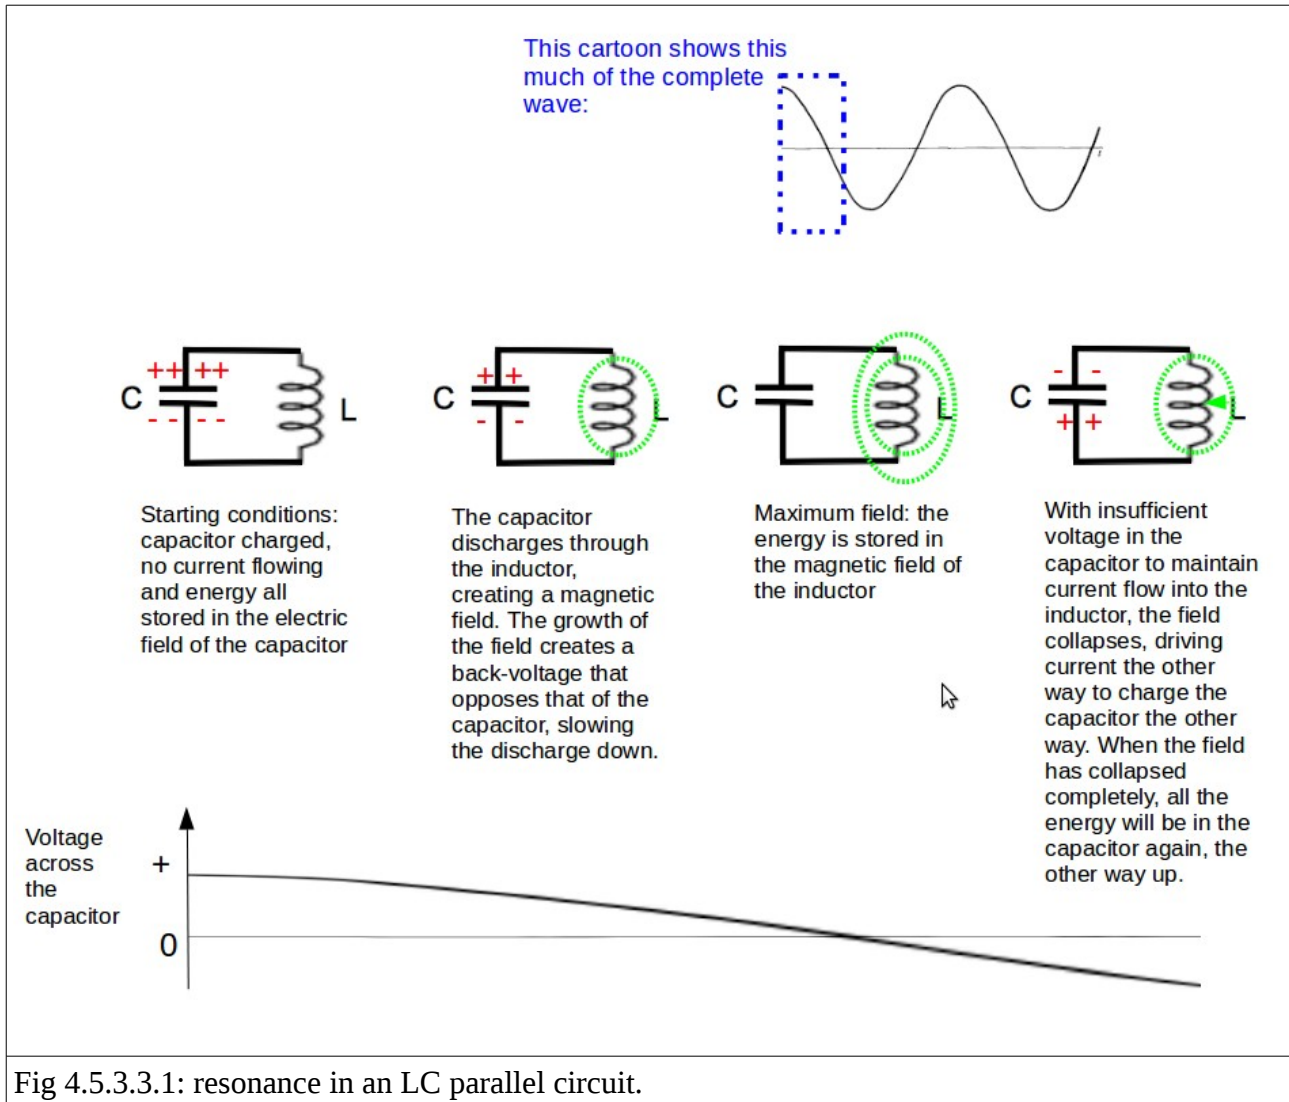 This cartoon shows this
much of the complete
wave:
t
++ ++
C
- - - -
L
+ +
C
- -
L
C
L
- -
C
+ +
L
Starting conditions:
capacitor charged,
no current flowing
and energy all
stored in the electric
field of the capacitor
The capacitor
discharges through
the inductor,
creating a magnetic
field. The growth of
the field creates a
back-voltage that
opposes that of the
capacitor, slowing
the discharge down.
Maximum field: the
energy is stored in
the magnetic field of
the inductor
With insufficient
voltage in the
capacitor to maintain
current flow into the
inductor, the field
collapses, driving
current the other
way to charge the
capacitor the other
way. When the field
has collapsed
completely, all the
energy will be in the
capacitor again, the
other way up.
Voltage
across
the
capacitor
+
0
Fig 4.5.3.3.1: resonance in an LC parallel circuit.